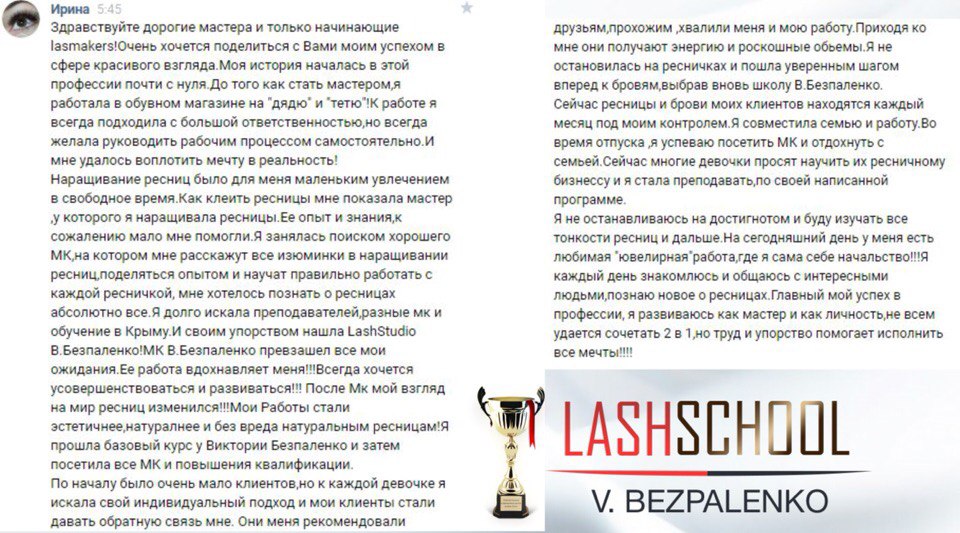 Ирина 5:45
Здравствуйте дорогие мастера и только начинающие
lasmakers!Очень хочется поделиться с Вами моим успехом в
сфере красивого взгляда.Моя история началась в этой
профессии почти с нуля.До того как стать мастером,я
работала в обувном магазине на "дядю" и "тетю"!К работе я
всегда подходила с большой ответственностью,но всегда
желала руководить рабочим процессом самостоятельно.И
мне удалось воплотить мечту в реальность!
Наращивание ресниц было для меня маленьким увлечением
в свободное время.Как клеить ресницы мне показала мастер
,у которого я наращивала ресницы.Ее опыт и знания,к
сожалению мало мне помогли.Я занялась поиском хорошего
МК,на котором мне расскажут все изюминки в наращивании
ресниц,поделяться опытом и научат правильно работать с
каждой ресничкой, мне хотелось познать о ресницах
абсолютно все.Я долго искала преподавателей,разные мк и
обучение в Крыму.И своим упорством нашла LashStudio
В.Безпаленко!МК В.Безпаленко превзашел все мои
ожидания.Ее работа вдохнавляет меня!!!Всегда хочется
усовершенствоваться и развиваться!!! После Мк мой взгляд
на мир ресниц изменился!!!Мои Работы стали
эстетичнее,натуралнее и без вреда натуральным ресницам!Я
прошла базовый курс у Виктории Безпаленко и затем
посетила все МК и повышения квалификации.
По началу было очень мало клиентов,но к каждой девочке я
искала свой индивидуальный подход и мои клиенты стали
давать обратную связь мне. Они меня рекомендовали
друзьям,прохожим ,хвалили меня и мою работу.Приходя ко
мне они получают энергию и роскошные обьемы.Я не
остановилась на ресничках и пошла уверенным шагом
вперед к бровям,выбрав вновь школу В.Безпаленко.
Сейчас ресницы и брови моих клиентов находятся каждый
месяц под моим контролем.Я совместила семью и работу.Во
время отпуска ,я успеваю посетить МК и отдохнуть с
семьей.Сейчас многие девочки просят научить их ресничному
бизнессу и я стала преподавать,по своей написанной
программе.
Я не останавливаюсь на достигнотом и буду изучать все
тонкости ресниц и дальше.На сегодняшний день у меня есть
любимая "ювелирная"работа,где я сама себе начальство!!!Я
каждый день знакомлюсь и общаюсь с интересными
людьми,познаю новое о ресницах.Главный мой успех в
профессии, я развиваюсь как мастер и как личность,не всем
удается сочетать 2 в 1,но труд и упорство помогает исполнить
все мечты!!!!
LASHSCHOOL
V. BEZPALENKO